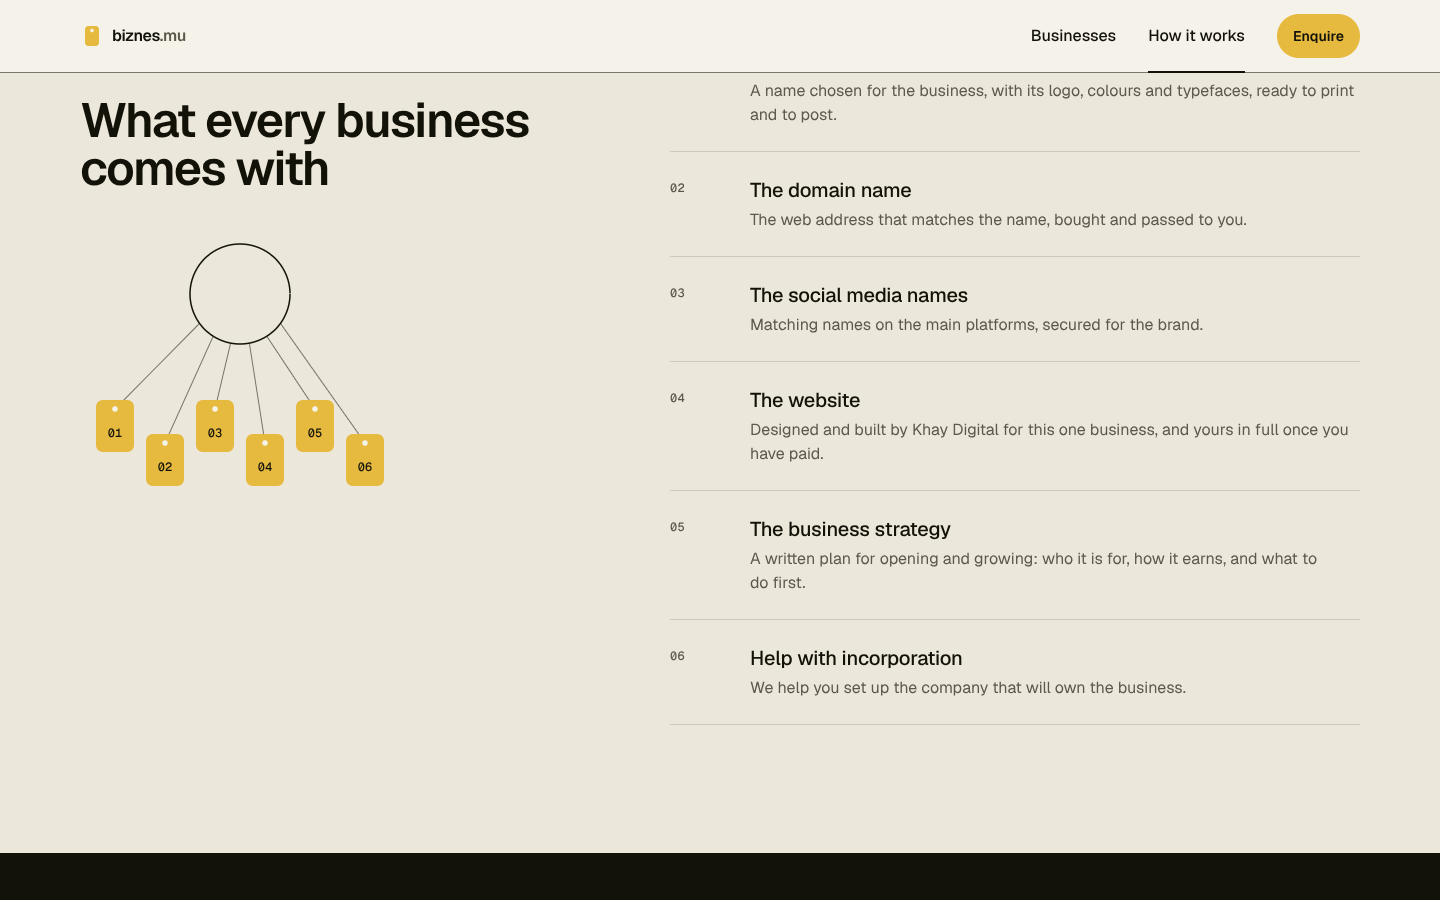 biznes.mu
Businesses
How it works
Enquire
What every business
comes with
01
02
03
04
05
06
A name chosen for the business, with its logo, colours and typefaces, ready to print
and to post.
02
The domain name
The web address that matches the name, bought and passed to you.
03
The social media names
Matching names on the main platforms, secured for the brand.
04
The website
Designed and built by Khay Digital for this one business, and yours in full once you
have paid.
05
The business strategy
A written plan for opening and growing: who it is for, how it earns, and what to
do first.
06
Help with incorporation
We help you set up the company that will own the business.